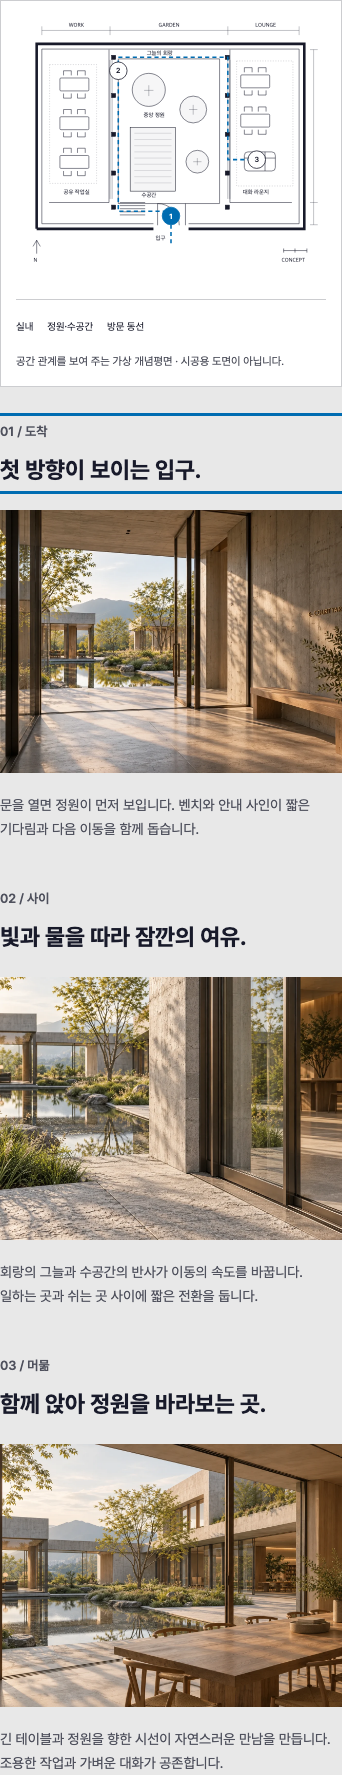 WORK
GARDEN
LOUNGE
그늘의 회랑
2
중앙 정원
3
공유 작업실
수공간
대화 라운지
1
입구
N
CONCEPT
실내 정원·수공간 방문 동선
공간 관계를 보여 주는 가상 개념평면 · 시공용 도면이 아닙니다.
01 / 도착
첫 방향이 보이는 입구.
문을 열면 정원이 먼저 보입니다. 벤치와 안내 사인이 짧은
기다림과 다음 이동을 함께 돕습니다.
02 / 사이
빛과 물을 따라 잠깐의 여유.
회랑의 그늘과 수공간의 반사가 이동의 속도를 바꿉니다.
일하는 곳과 쉬는 곳 사이에 짧은 전환을 둡니다.
03 / 머묾
함께 앉아 정원을 바라보는 곳.
긴 테이블과 정원을 향한 시선이 자연스러운 만남을 만듭니다.
조용한 작업과 가벼운 대화가 공존합니다.